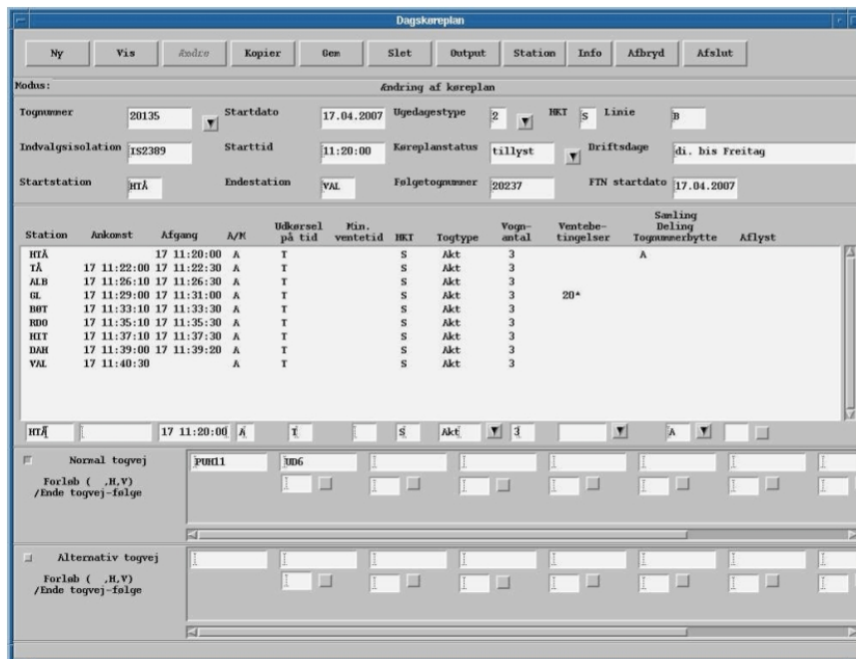 Dagskøreplan
Ny Vis Ændre Kopier Gem Slet Output Station Info Afbryd Afslut
Modus: Ændring af køreplan
Tognummer 20135 Startdato 17.04.2007 Ugedagestype 2 HKT S Linie B
Indvalgsisolation IS2389 Starttid 11:20:00 Køreplanstatus tillyst Driftsdage di. bis Freitag
Startstation HTÅ Endestation VAL Følgetognummer 20237 FTN startdato 17.04.2007
Samling
Udkørsel Min. Vogn- Ventebe- Deling
Station Ankomst Afgang A/M på tid ventetid HKT Togtype antal tingelser Tognummerbytte Aflyst
HTÅ 17 11:20:00 A T S Akt 3 A
TÅ 17 11:22:00 17 11:22:30 A T S Akt 3
ALB 17 11:26:10 17 11:26:30 A T S Akt 3
GL 17 11:29:00 17 11:31:00 A T S Akt 3 20*
BØT 17 11:33:10 17 11:33:30 A T S Akt 3
RDO 17 11:35:10 17 11:35:30 A T S Akt 3
HIT 17 11:37:10 17 11:37:30 A T S Akt 3
DAH 17 11:39:00 17 11:39:20 A T S Akt 3
VAL 17 11:40:30 A T S Akt 3
HTÅ 17 11:20:00 A T S Akt 3 A
Normal togvej PUH11 UD6
Forløb ( ,H,V)
/Ende togvej-følge
Alternativ togvej
Forløb ( ,H,V)
/Ende togvej-følge